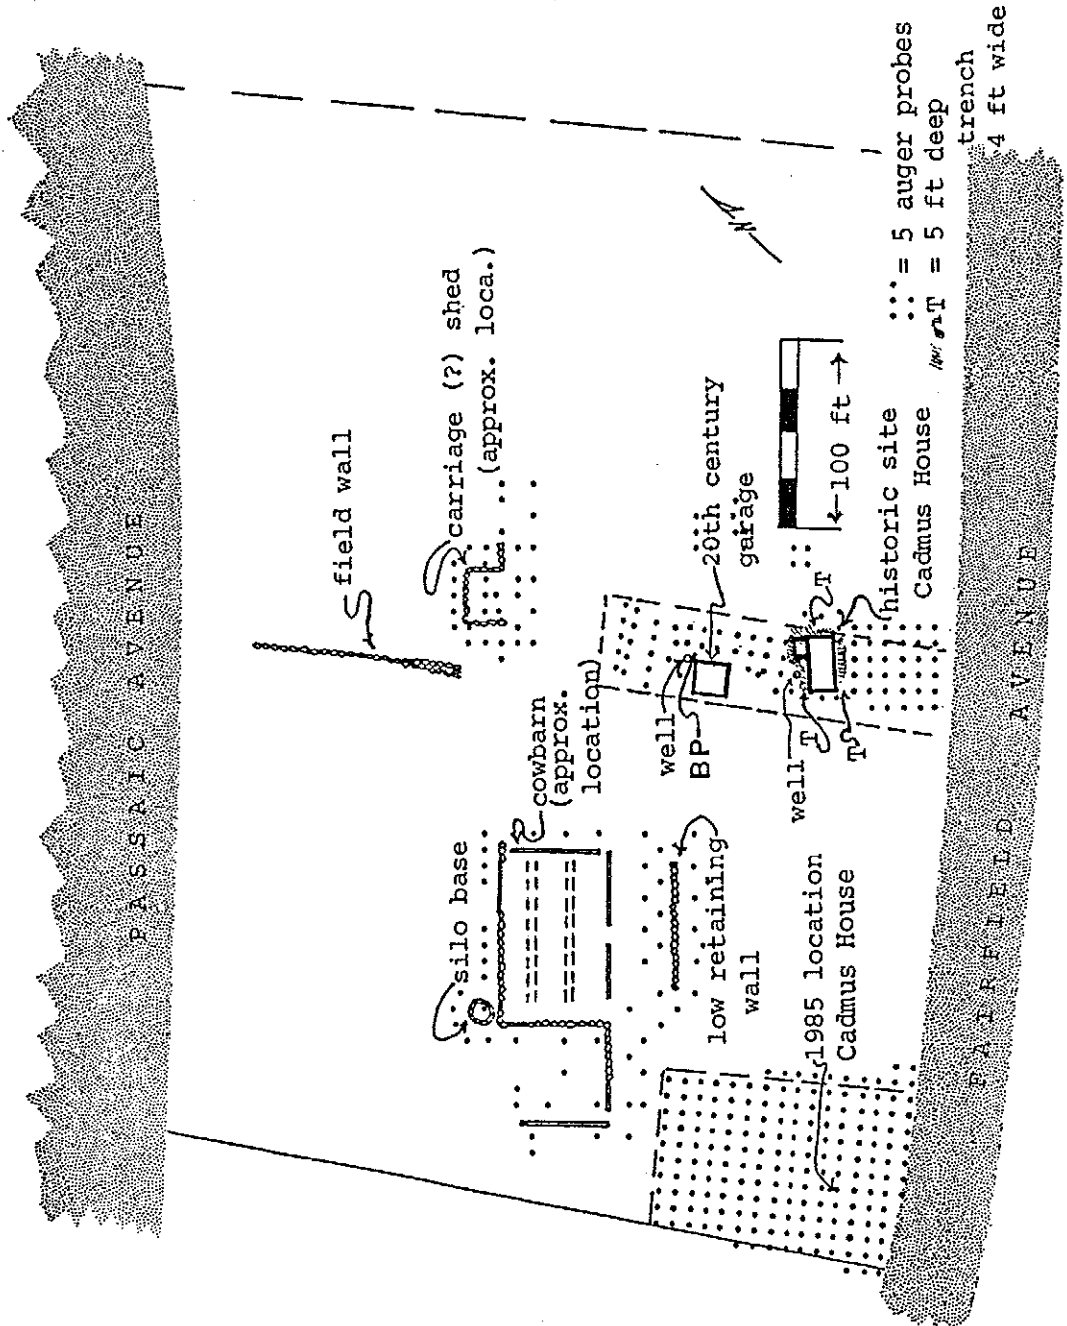 PASSAIC AVENUE
field wall
carriage (?) shed
(approx. loca.)
silo base
cowbarn
(approx.
location)
well
BP
20th century
garage
low retaining
wall
N
100 ft
well
T
T
T
historic site
Cadmus House
1985 location
Cadmus House
= 5 auger probes
T = 5 ft deep
trench
4 ft wide
FAIRFIELD AVENUE